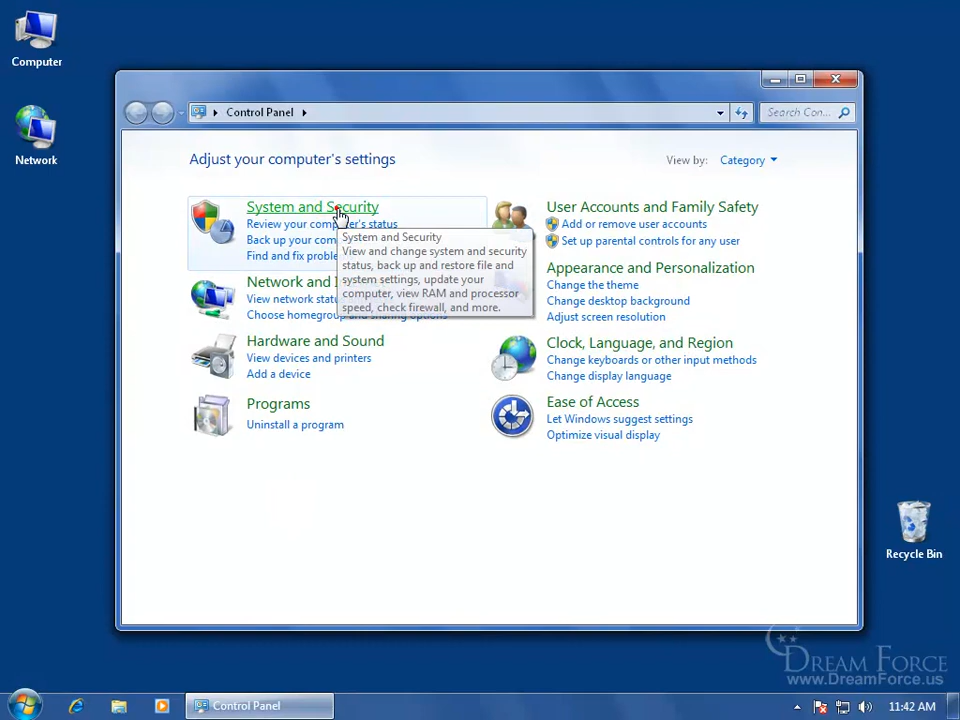 Computer
Network
Control Panel
Search Con...
Adjust your computer's settings
View by: Category
System and Security
Review your computer's status
Back up your com
Find and fix proble
System and Security
View and change system and security
status, back up and restore file and
system settings, update your
computer, view RAM and processor
speed, check firewall, and more.
Network and I
View network statu
Choose homegroup and sharing options
Hardware and Sound
View devices and printers
Add a device
Programs
Uninstall a program
User Accounts and Family Safety
Add or remove user accounts
Set up parental controls for any user
Appearance and Personalization
Change the theme
Change desktop background
Adjust screen resolution
Clock, Language, and Region
Change keyboards or other input methods
Change display language
Ease of Access
Let Windows suggest settings
Optimize visual display
Recycle Bin
DREAM FORCE
www.DreamForce.us
Control Panel
11:42 AM